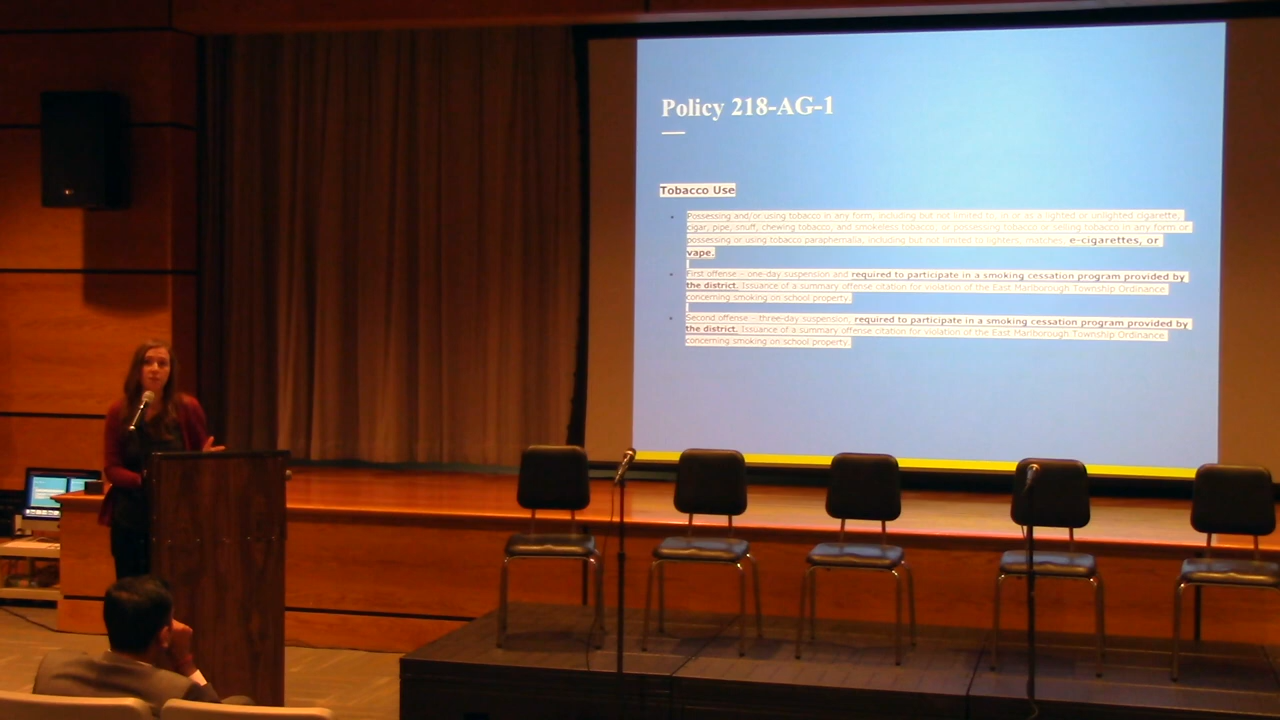 Policy 218-AG-1
Tobacco Use
Possessing and/or using tobacco in any form, including but not limited to; in or as a lighted or unlighted cigarette,
cigar, pipe, snuff, chewing tobacco, and smokeless tobacco; or possessing tobacco or selling tobacco in any form or
possessing or using tobacco paraphernalia, including but not limited to lighters, matches, e-cigarettes, or
vape.
First offense – one-day suspension and required to participate in a smoking cessation program provided by
the district. Issuance of a summary offense citation for violation of the East Marlborough Township Ordinance
concerning smoking on school property.
Second offense – three-day suspension, required to participate in a smoking cessation program provided by
the district. Issuance of a summary offense citation for violation of the East Marlborough Township Ordinance
concerning smoking on school property.